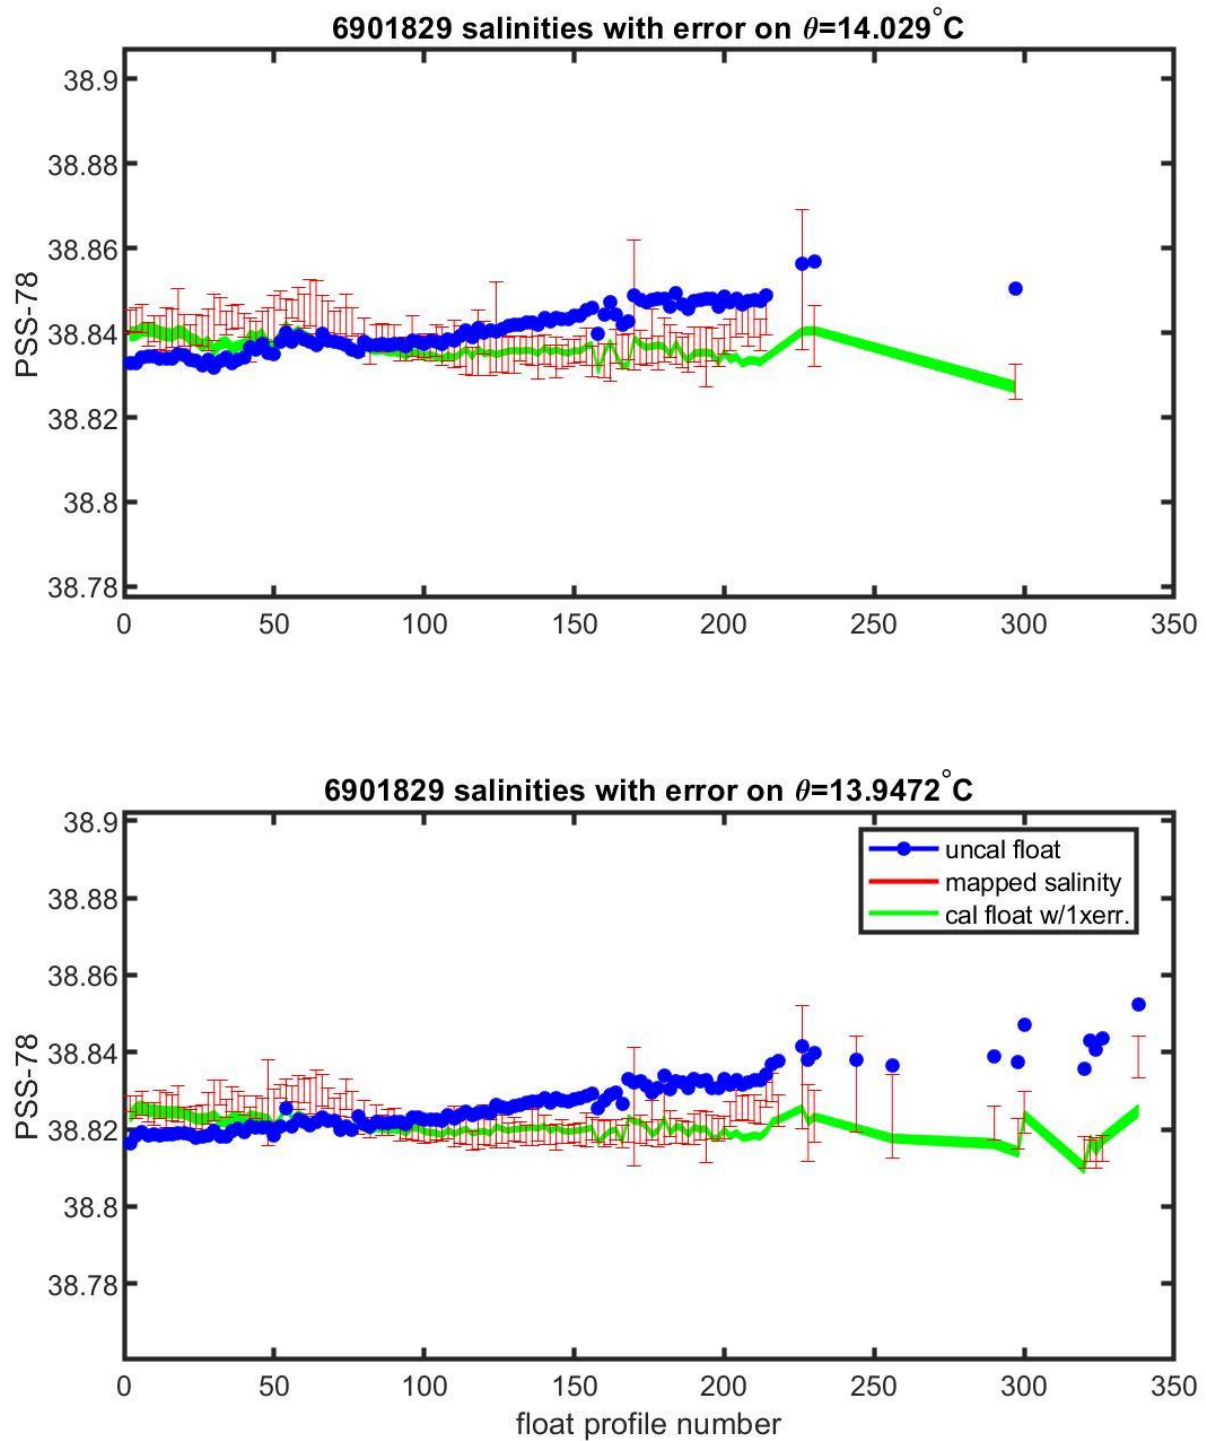 6901829 salinities with error on θ=14.029°C
38.9
38.88
38.86
38.84
38.82
38.8
38.78
PSS-78
0 50 100 150 200 250 300 350
6901829 salinities with error on θ=13.9472°C
38.9
38.88
38.86
38.84
38.82
38.8
38.78
PSS-78
uncal float
mapped salinity
cal float w/1xerr.
0 50 100 150 200 250 300 350
float profile number